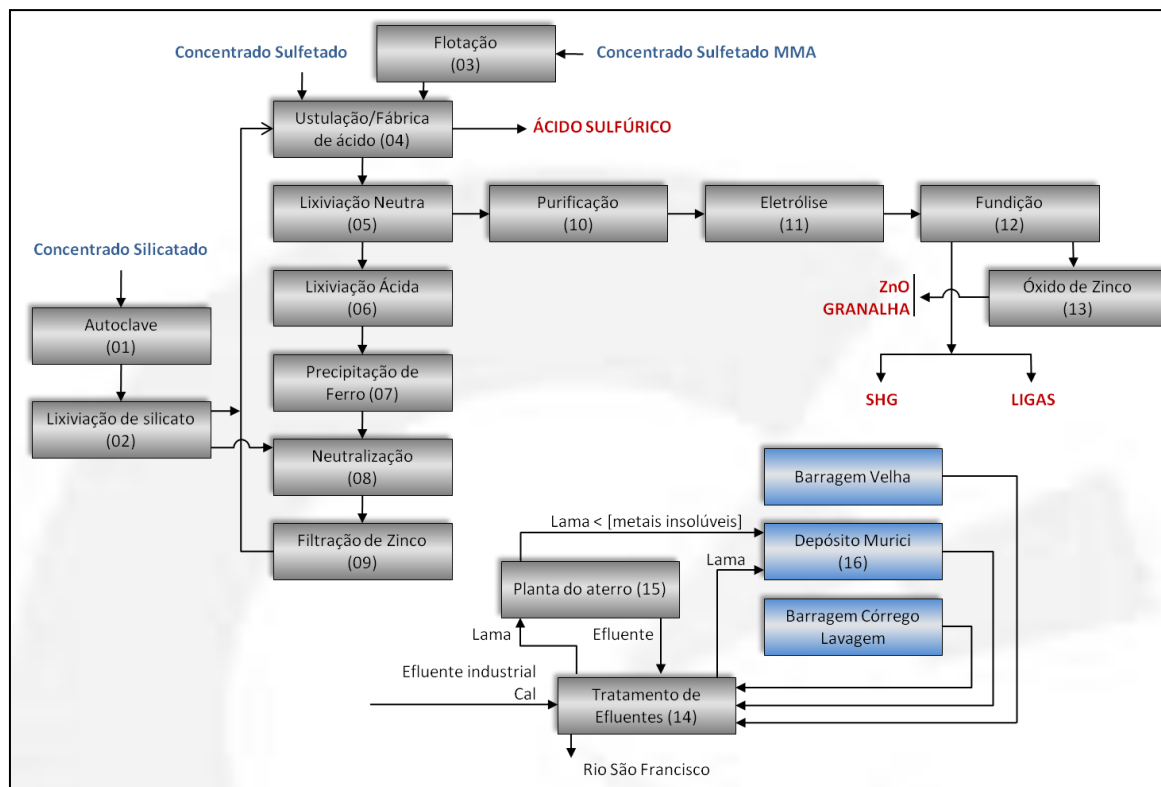 Flotação
(03)
Concentrado Sulfetado
Concentrado Sulfetado MMA
Ustulação/Fábrica
de ácido (04)
ÁCIDO SULFÚRICO
Lixiviação Neutra
(05)
Purificação
(10)
Eletrólise
(11)
Fundição
(12)
Concentrado Silicatado
Lixiviação Ácida
(06)
ZnO
GRANALHA
Óxido de Zinco
(13)
Autoclave
(01)
Precipitação de
Ferro (07)
SHG
LIGAS
Lixiviação de silicato
(02)
Neutralização
(08)
Barragem Velha
Filtração de Zinco
(09)
Lama < [metais insolúveis]
Depósito Murici
(16)
Lama
Planta do aterro (15)
Barragem Córrego
Lavagem
Lama
Efluente
Efluente industrial
Cal
Tratamento de
Efluentes (14)
Rio São Francisco